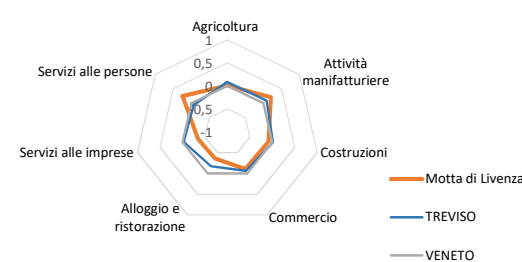 Agricoltura
1
0,5
0
-0,5
-1
Attività
manifatturiere
Costruzioni
Commercio
Alloggio e
ristorazione
Servizi alle imprese
Servizi alle persone
Motta di Livenza
TREVISO
VENETO